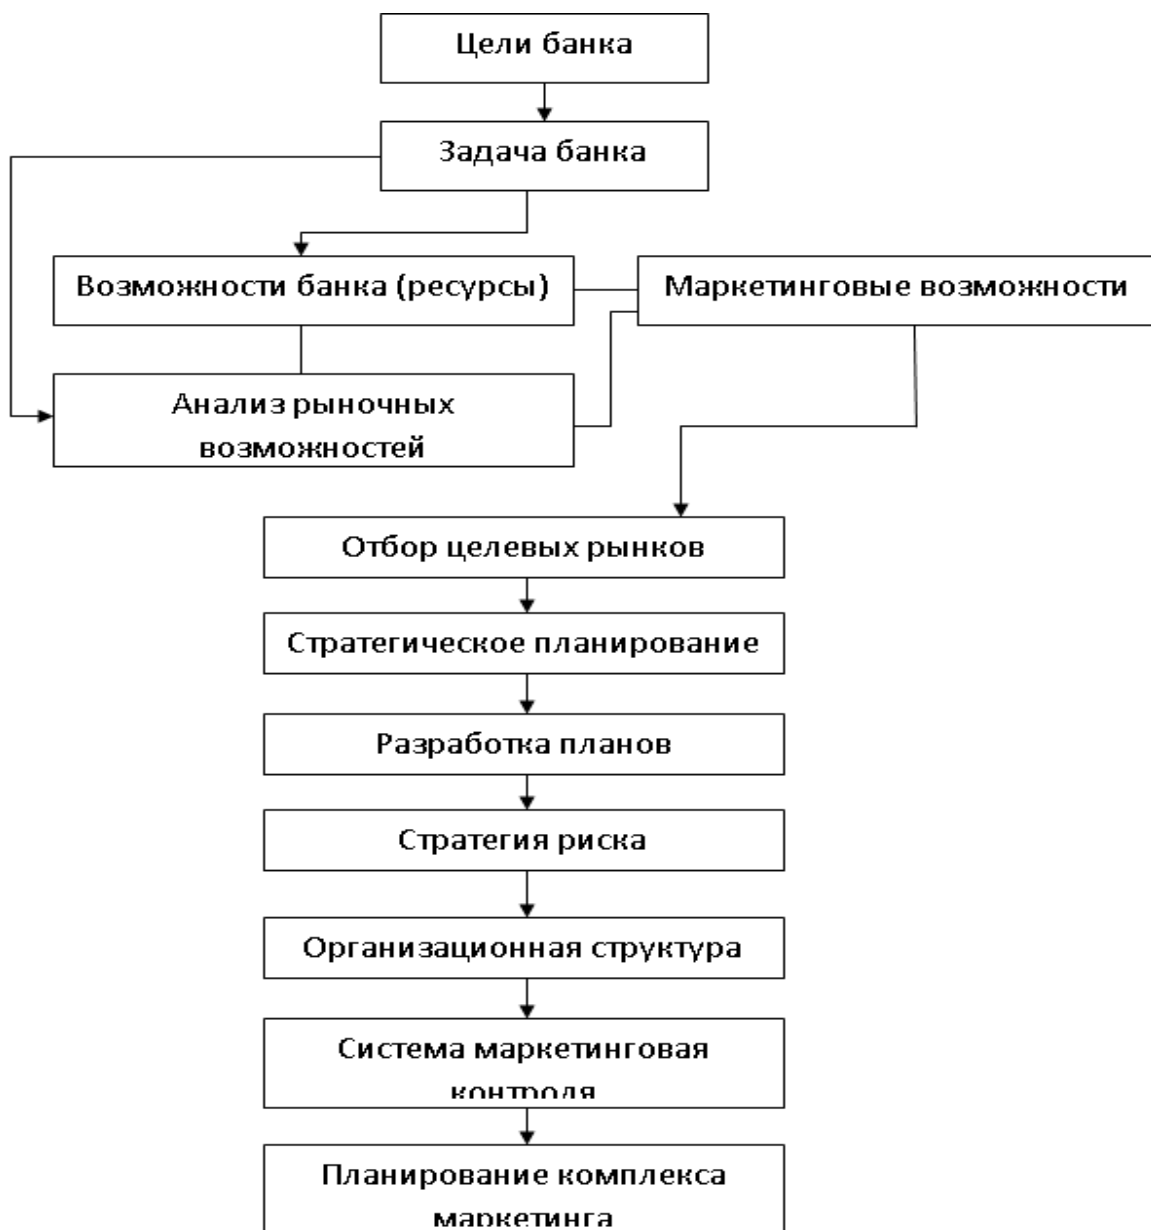 Цели банка
Задача банка
Возможности банка (ресурсы)
Маркетинговые возможности
Анализ рыночных
возможностей
Отбор целевых рынков
Стратегическое планирование
Разработка планов
Стратегия риска
Организационная структура
Система маркетинговая
контроля
Планирование комплекса
маркетинга